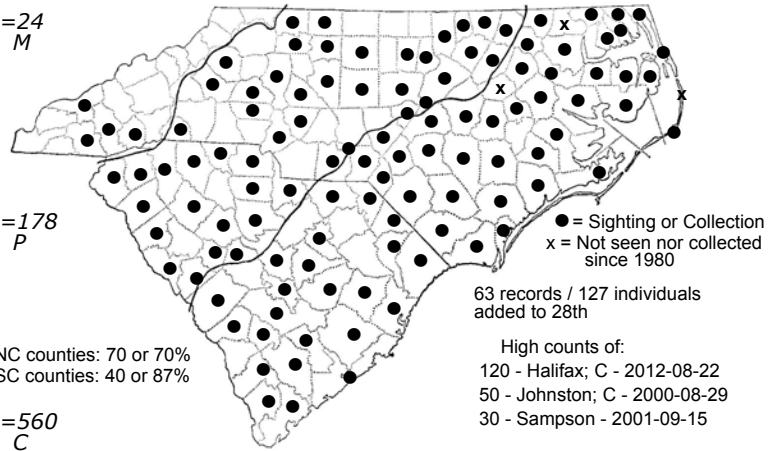 =24
M
x
x
x
=178
P
● = Sighting or Collection
x = Not seen nor collected
since 1980
63 records / 127 individuals
added to 28th
NC counties: 70 or 70%
SC counties: 40 or 87%
High counts of:
120 - Halifax; C - 2012-08-22
50 - Johnston; C - 2000-08-29
30 - Sampson - 2001-09-15
=560
C